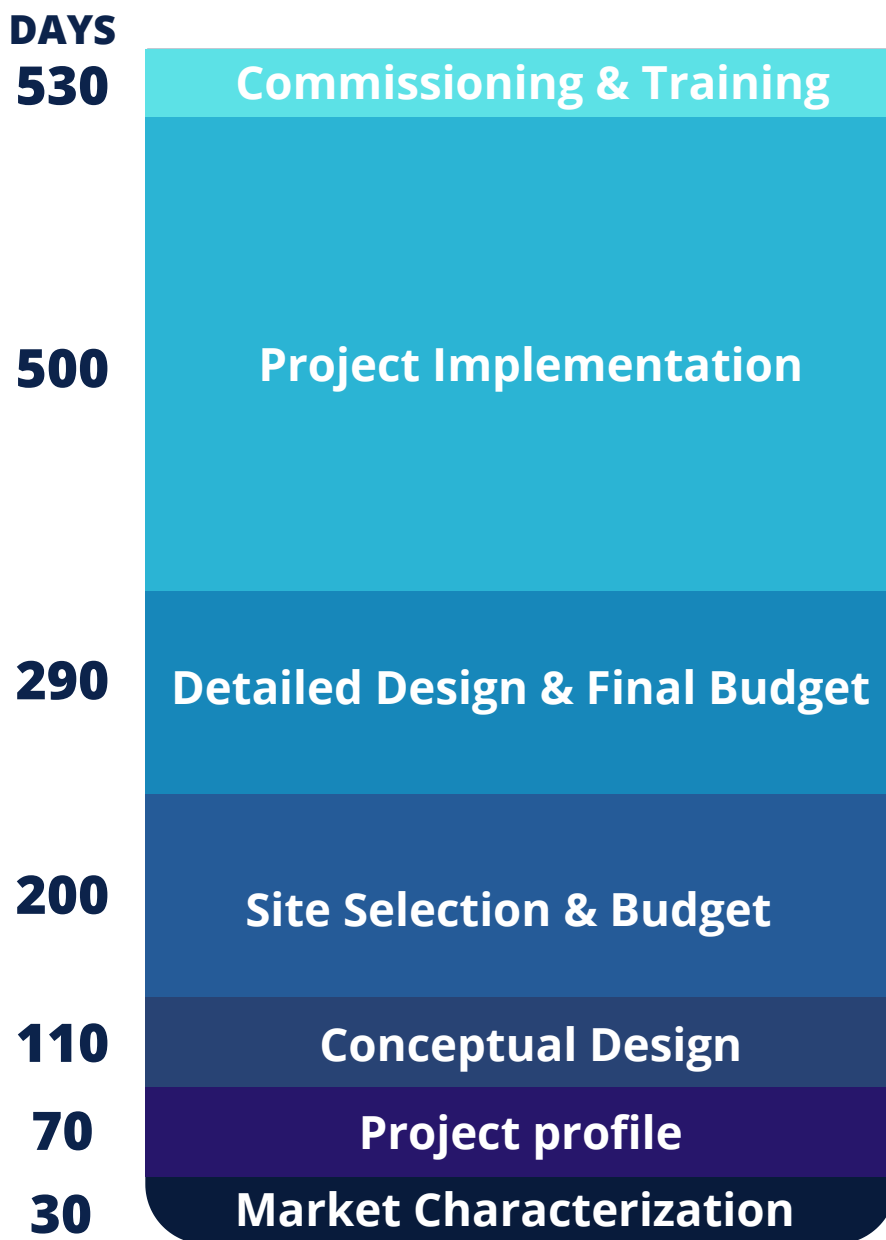 DAYS
530 Commissioning & Training
500 Project Implementation
290 Detailed Design & Final Budget
200 Site Selection & Budget
110 Conceptual Design
70 Project profile
30 Market Characterization